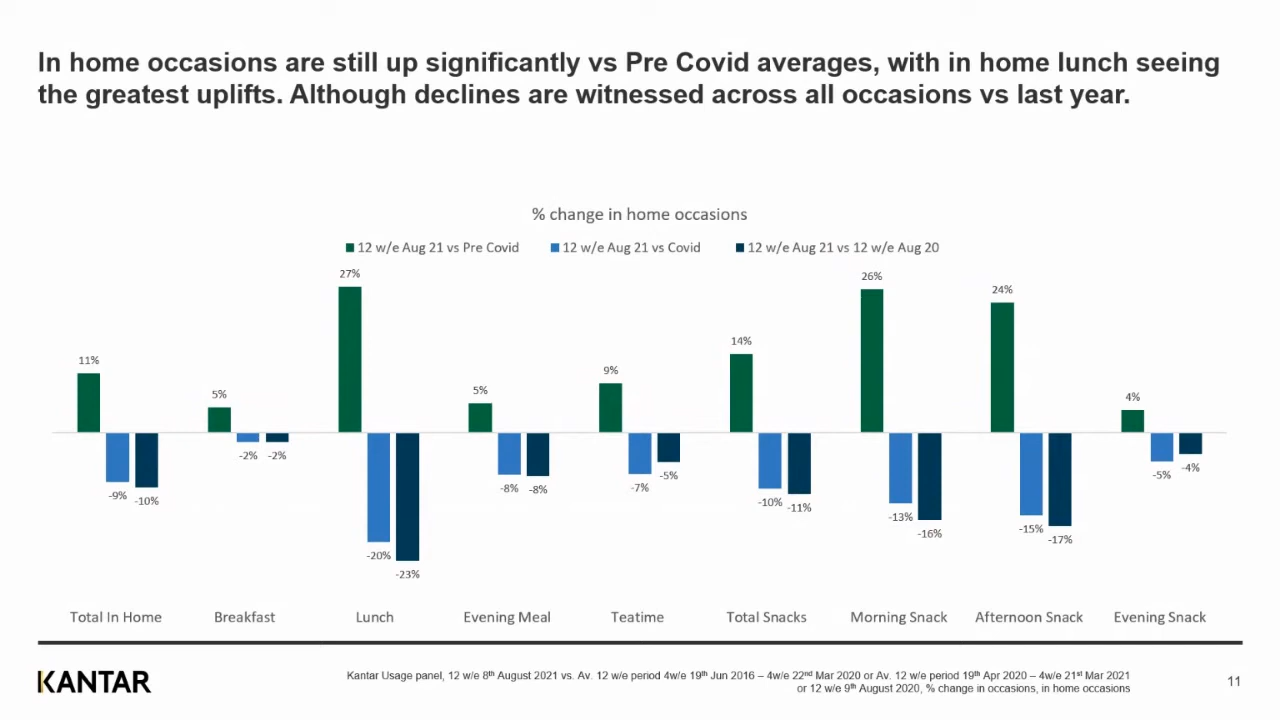 In home occasions are still up significantly vs Pre Covid averages, with in home lunch seeing
the greatest uplifts. Although declines are witnessed across all occasions vs last year.
% change in home occasions
12 w/e Aug 21 vs Pre Covid 12 w/e Aug 21 vs Covid 12 w/e Aug 21 vs 12 w/e Aug 20
11% -9% -10%
5% -2% -2%
27% -20% -23%
5% -8% -8%
9% -7% -5%
14% -10% -11%
26% -13% -16%
24% -15% -17%
4% -5% -4%
Total In Home Breakfast Lunch Evening Meal Teatime Total Snacks Morning Snack Afternoon Snack Evening Snack
KANTAR
Kantar Usage panel, 12 w/e 8th August 2021 vs. Av. 12 w/e period 4w/e 19th Jun 2016 – 4w/e 22nd Mar 2020 or Av. 12 w/e period 19th Apr 2020 – 4w/e 21st Mar 2021
or 12 w/e 9th August 2020, % change in occasions, in home occasions
11